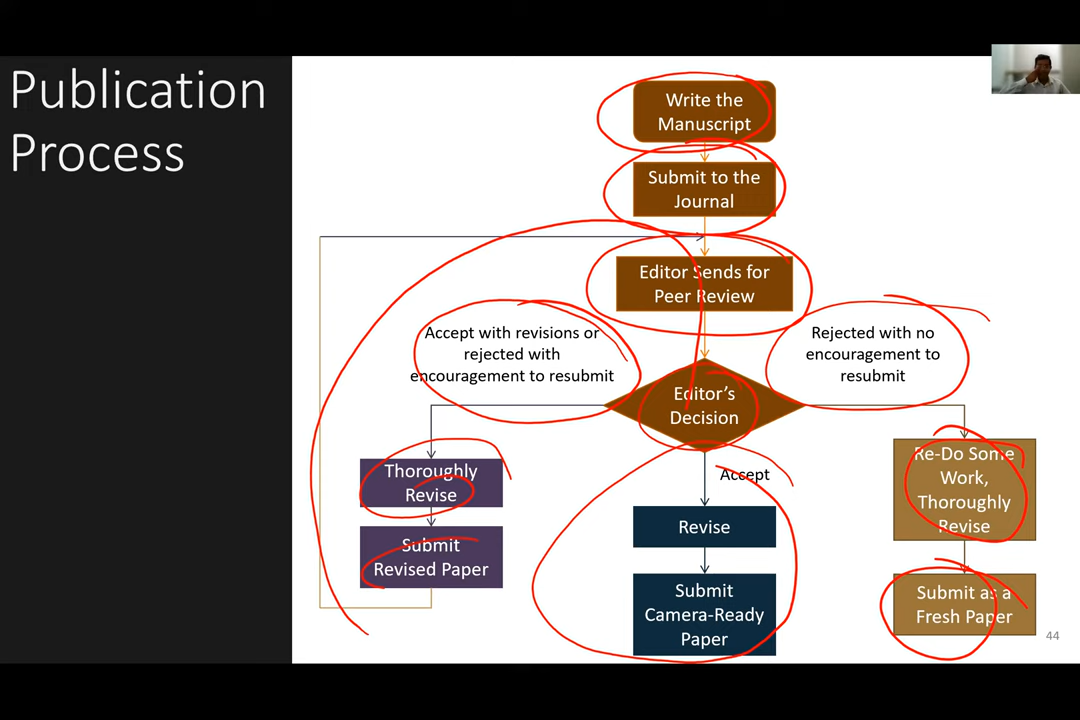 Publication
Process
Write the
Manuscript
Submit to the
Journal
Editor Sends for
Peer Review
Accept with revisions or
rejected with
encouragement to resubmit
Rejected with no
encouragement to
resubmit
Editor's
Decision
Thoroughly
Revise
Submit
Revised Paper
Accept
Revise
Submit
Camera-Ready
Paper
Re-Do Some
Work,
Thoroughly
Revise
Submit as a
Fresh Paper
44